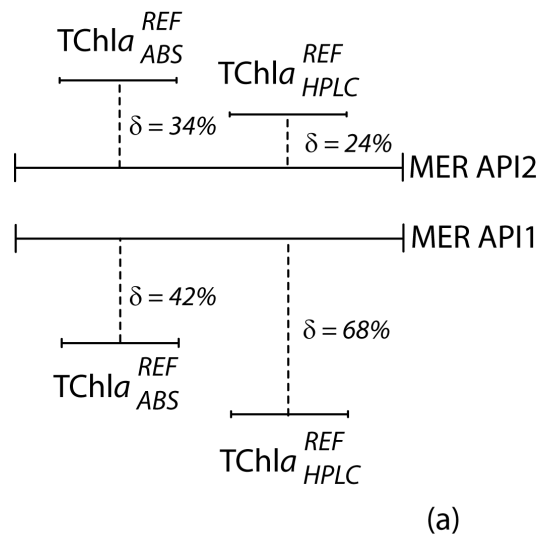 TChla REF ABS
TChla REF HPLC
δ = 34%
δ = 24%
MER API2
MER API1
δ = 42%
δ = 68%
TChla REF ABS
TChla REF HPLC
(a)